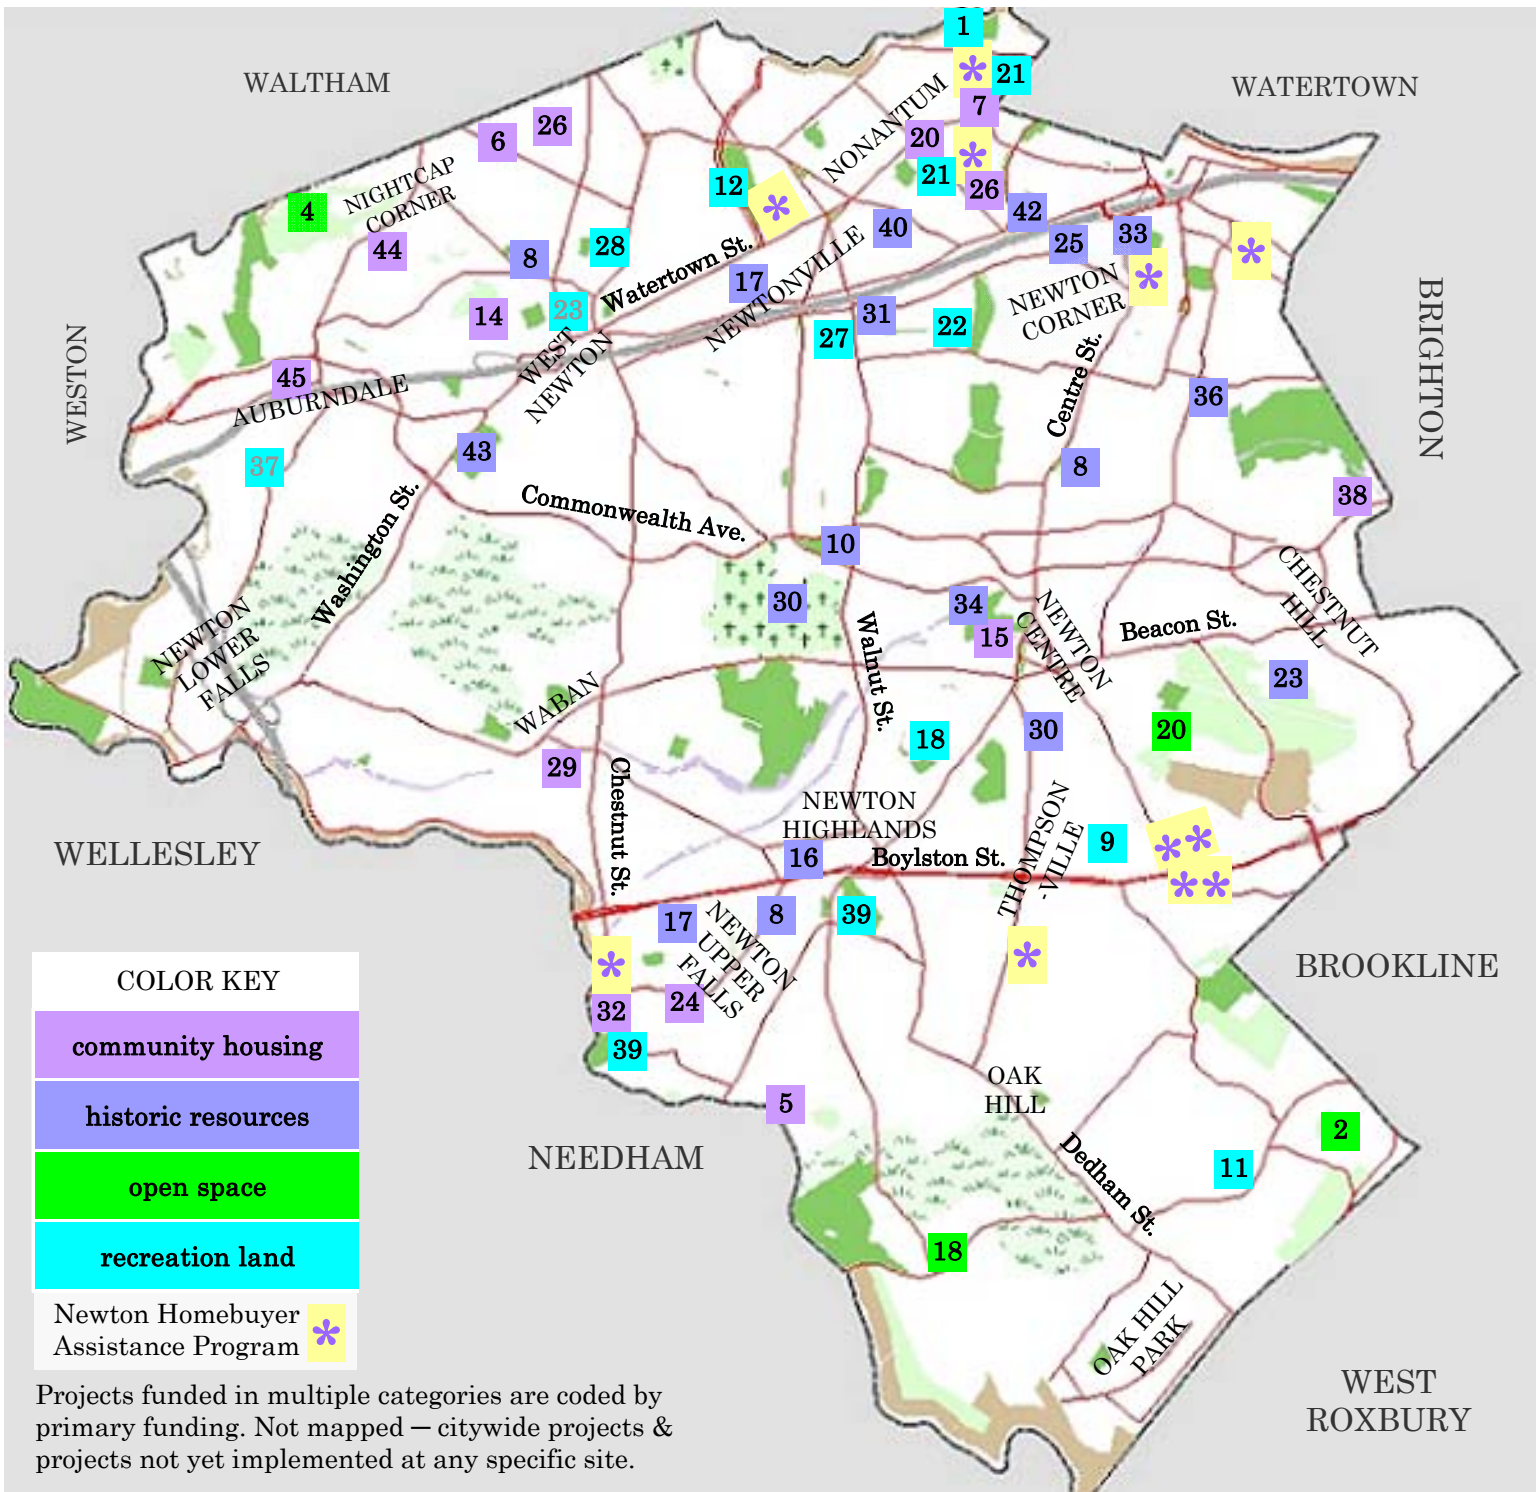 1
WALTHAM
WATERTOWN
*
21
7
NONANTUM
26
6
20
*
21
26
12
*
NIGHTCAP
CORNER
4
44
8
28
Watertown St.
40
42
25
33
*
*
17
NEWTONVILLE
NEWTON
CORNER
14
23
WEST
NEWTON
31
27
22
BRIGHTON
WESTON
45
AUBURNDALE
Centre St.
36
37
43
8
38
Commonwealth Ave.
Washington St.
10
30
34
15
NEWTON
CENTRE
CHESTNUT
HILL
Beacon St.
NEWTON
LOWER
FALLS
Walnut St.
23
WABAN
18
30
20
29
Chestnut St.
NEWTON
HIGHLANDS
THOMPSON
-VILLE
9
**
**
WELLESLEY
16
Boylston St.
17
8
39
NEWTON
UPPER
FALLS
*
*
BROOKLINE
32
24
39
OAK
HILL
5
2
NEEDHAM
11
Dedham St.
18
OAK HILL
PARK
WEST
ROXBURY
COLOR KEY
community housing
historic resources
open space
recreation land
Newton Homebuyer
Assistance Program *
Projects funded in multiple categories are coded by
primary funding. Not mapped – citywide projects &
projects not yet implemented at any specific site.